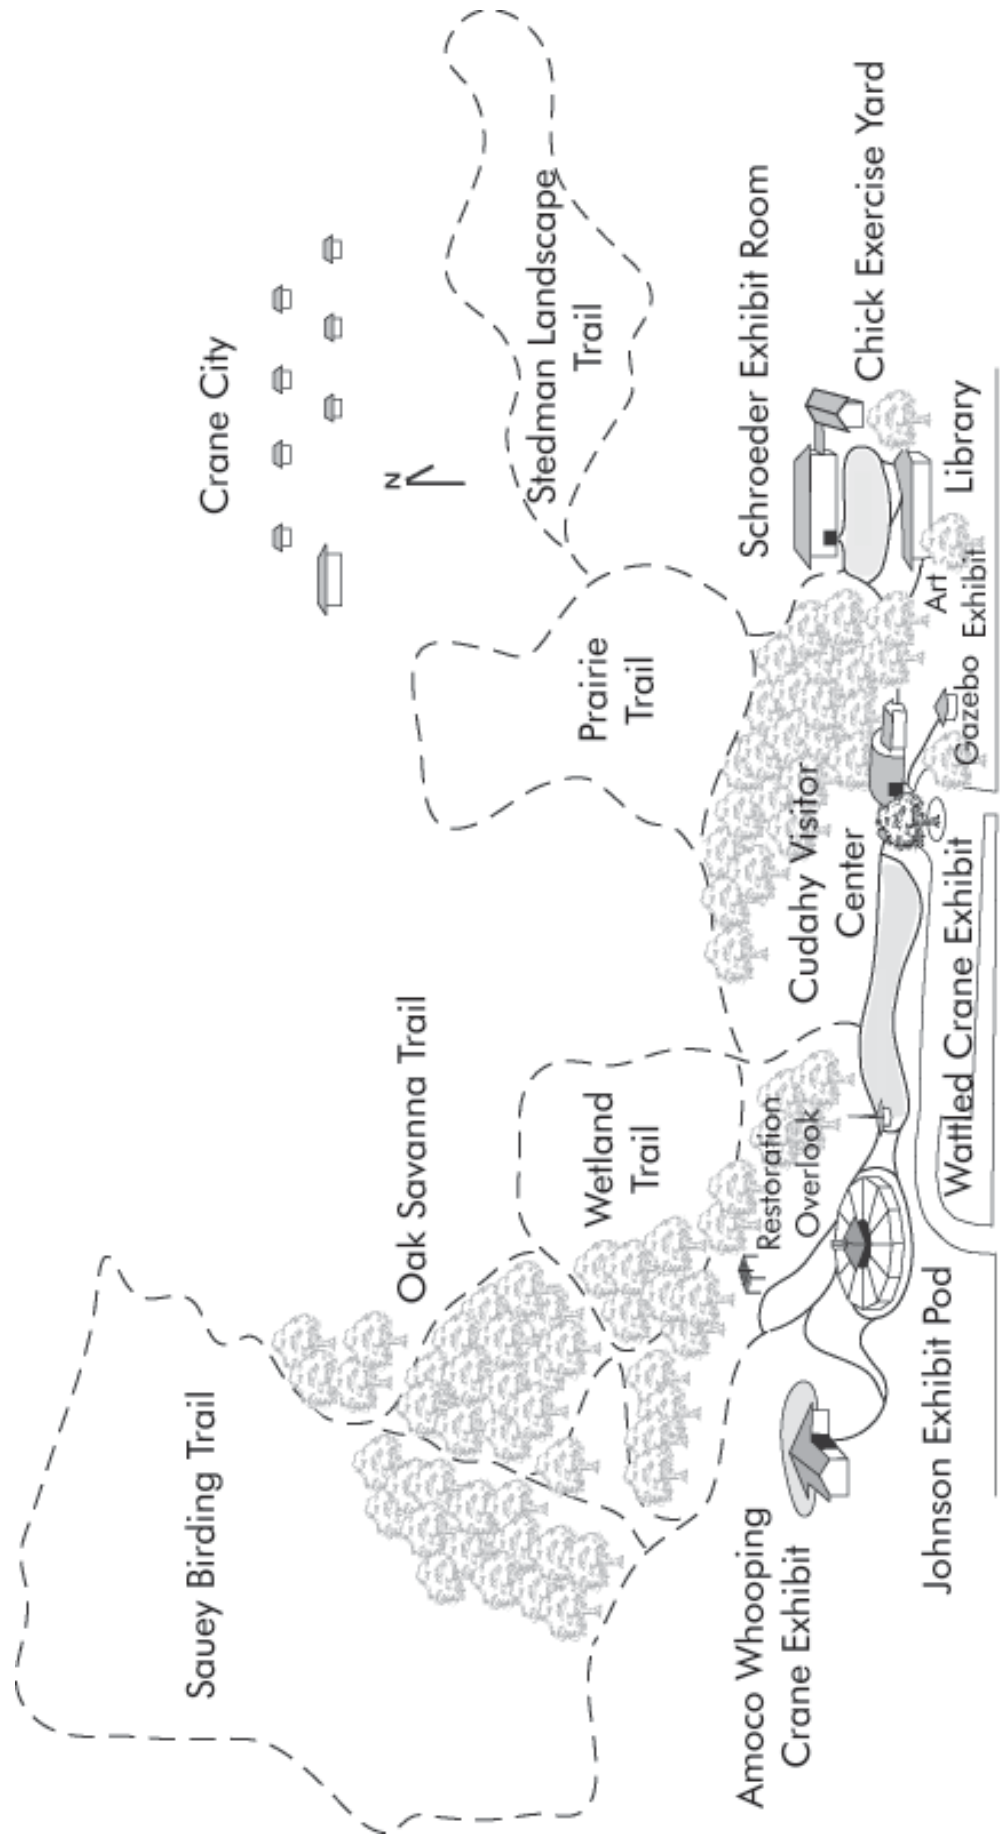 Sauey Birding Trail
Oak Savanna Trail
Crane City
N
Wetland
Trail
Prairie
Trail
Stedman Landscape
Trail
Amoco Whooping
Crane Exhibit
Restoration
Overlook
Cudahy Visitor
Center
Schroeder Exhibit Room
Chick Exercise Yard
Johnson Exhibit Pod
Wattled Crane Exhibit
Gazebo
Art
Exhibit
Library